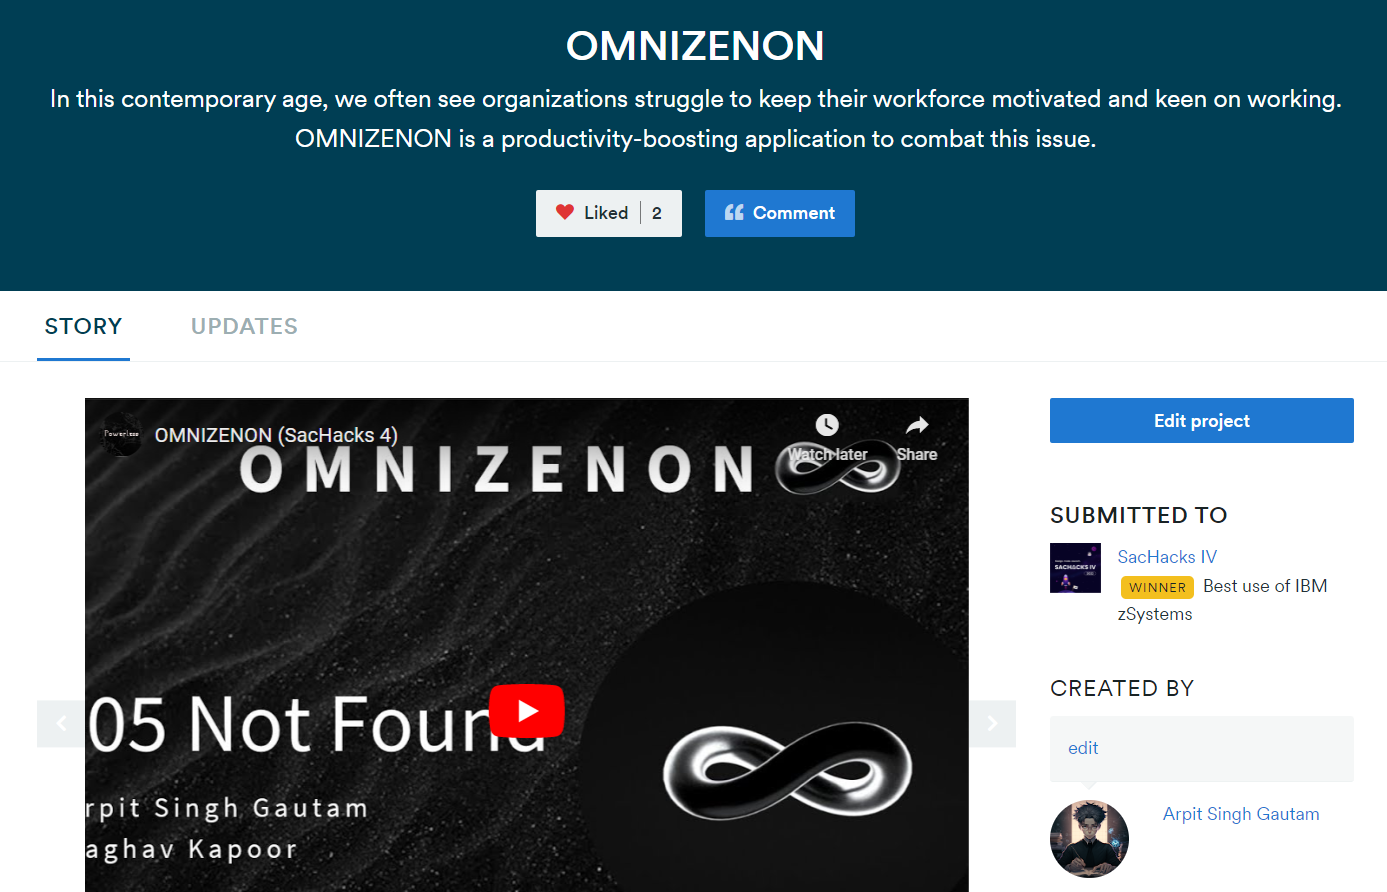 OMNIZENON
In this contemporary age, we often see organizations struggle to keep their workforce motivated and keen on working.
OMNIZENON is a productivity-boosting application to combat this issue.
Liked 2
Comment
STORY
UPDATES
Powerless
OMNIZENON (SacHacks 4)
Watch later
Share
OMNIZENON
05 Not Found
rpit Singh Gautam
aghav Kapoor
Edit project
SUBMITTED TO
SACHACKS IV
SacHacks IV
WINNER Best use of IBM
zSystems
CREATED BY
edit
Arpit Singh Gautam